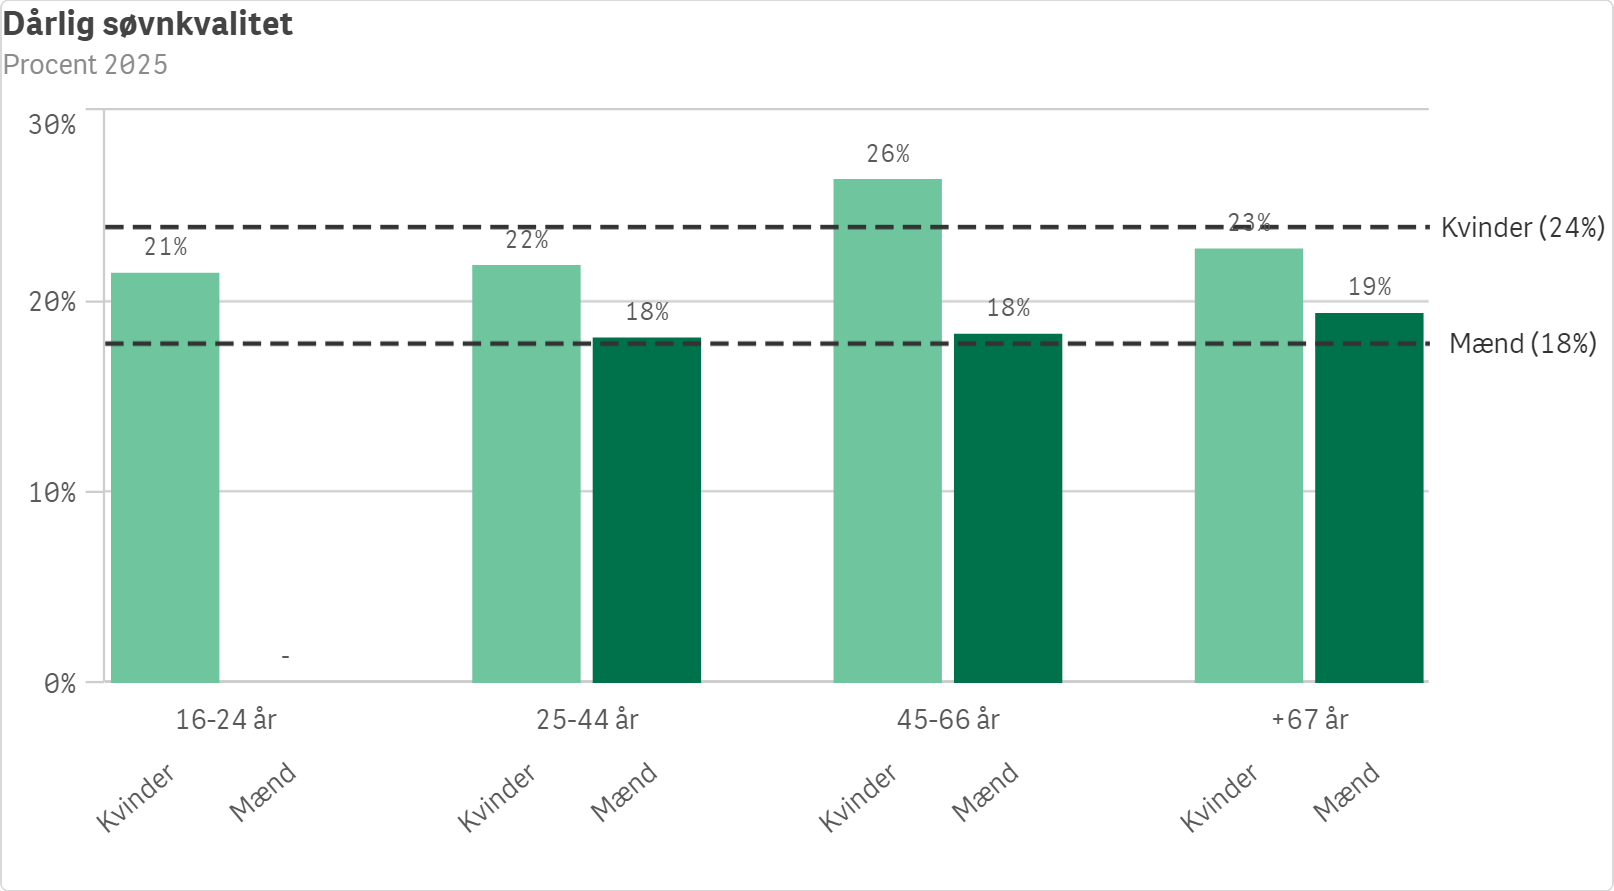 Dårlig søvnkvalitet
Procent 2025
30%
20%
10%
0%
21%
-
22%
18%
26%
18%
23%
19%
Kvinder (24%)
Mænd (18%)
16-24 år
25-44 år
45-66 år
+67 år
Kvinder
Mænd
Kvinder
Mænd
Kvinder
Mænd
Kvinder
Mænd